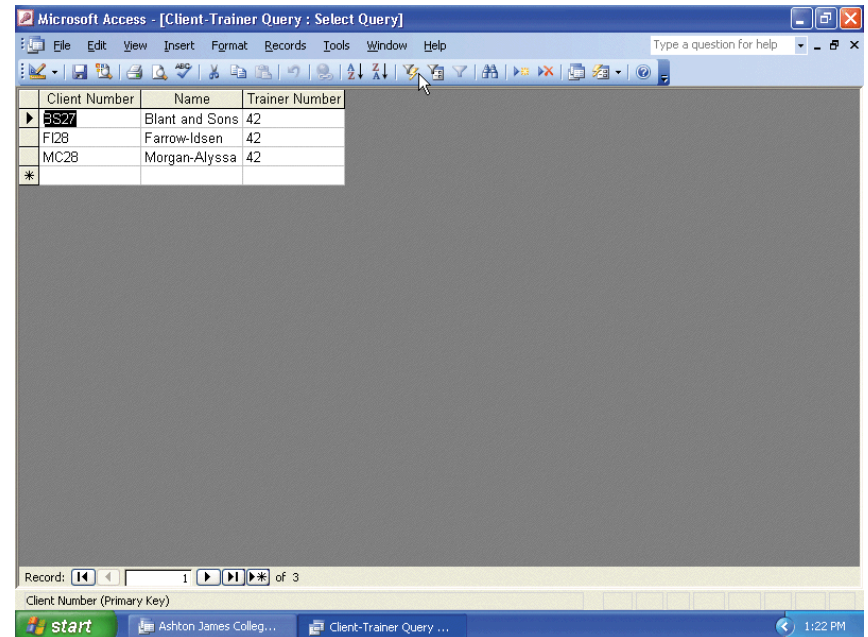 Microsoft Access - [Client-Trainer Query : Select Query]
File Edit View Insert Format Records Tools Window Help Type a question for help
Client Number Name Trainer Number
BS27 Blant and Sons 42
FI28 Farrow-Idsen 42
MC28 Morgan-Alyssa 42
Record: 1 of 3
Client Number (Primary Key)
start Ashton James Colleg... Client-Trainer Query ... 1:22 PM